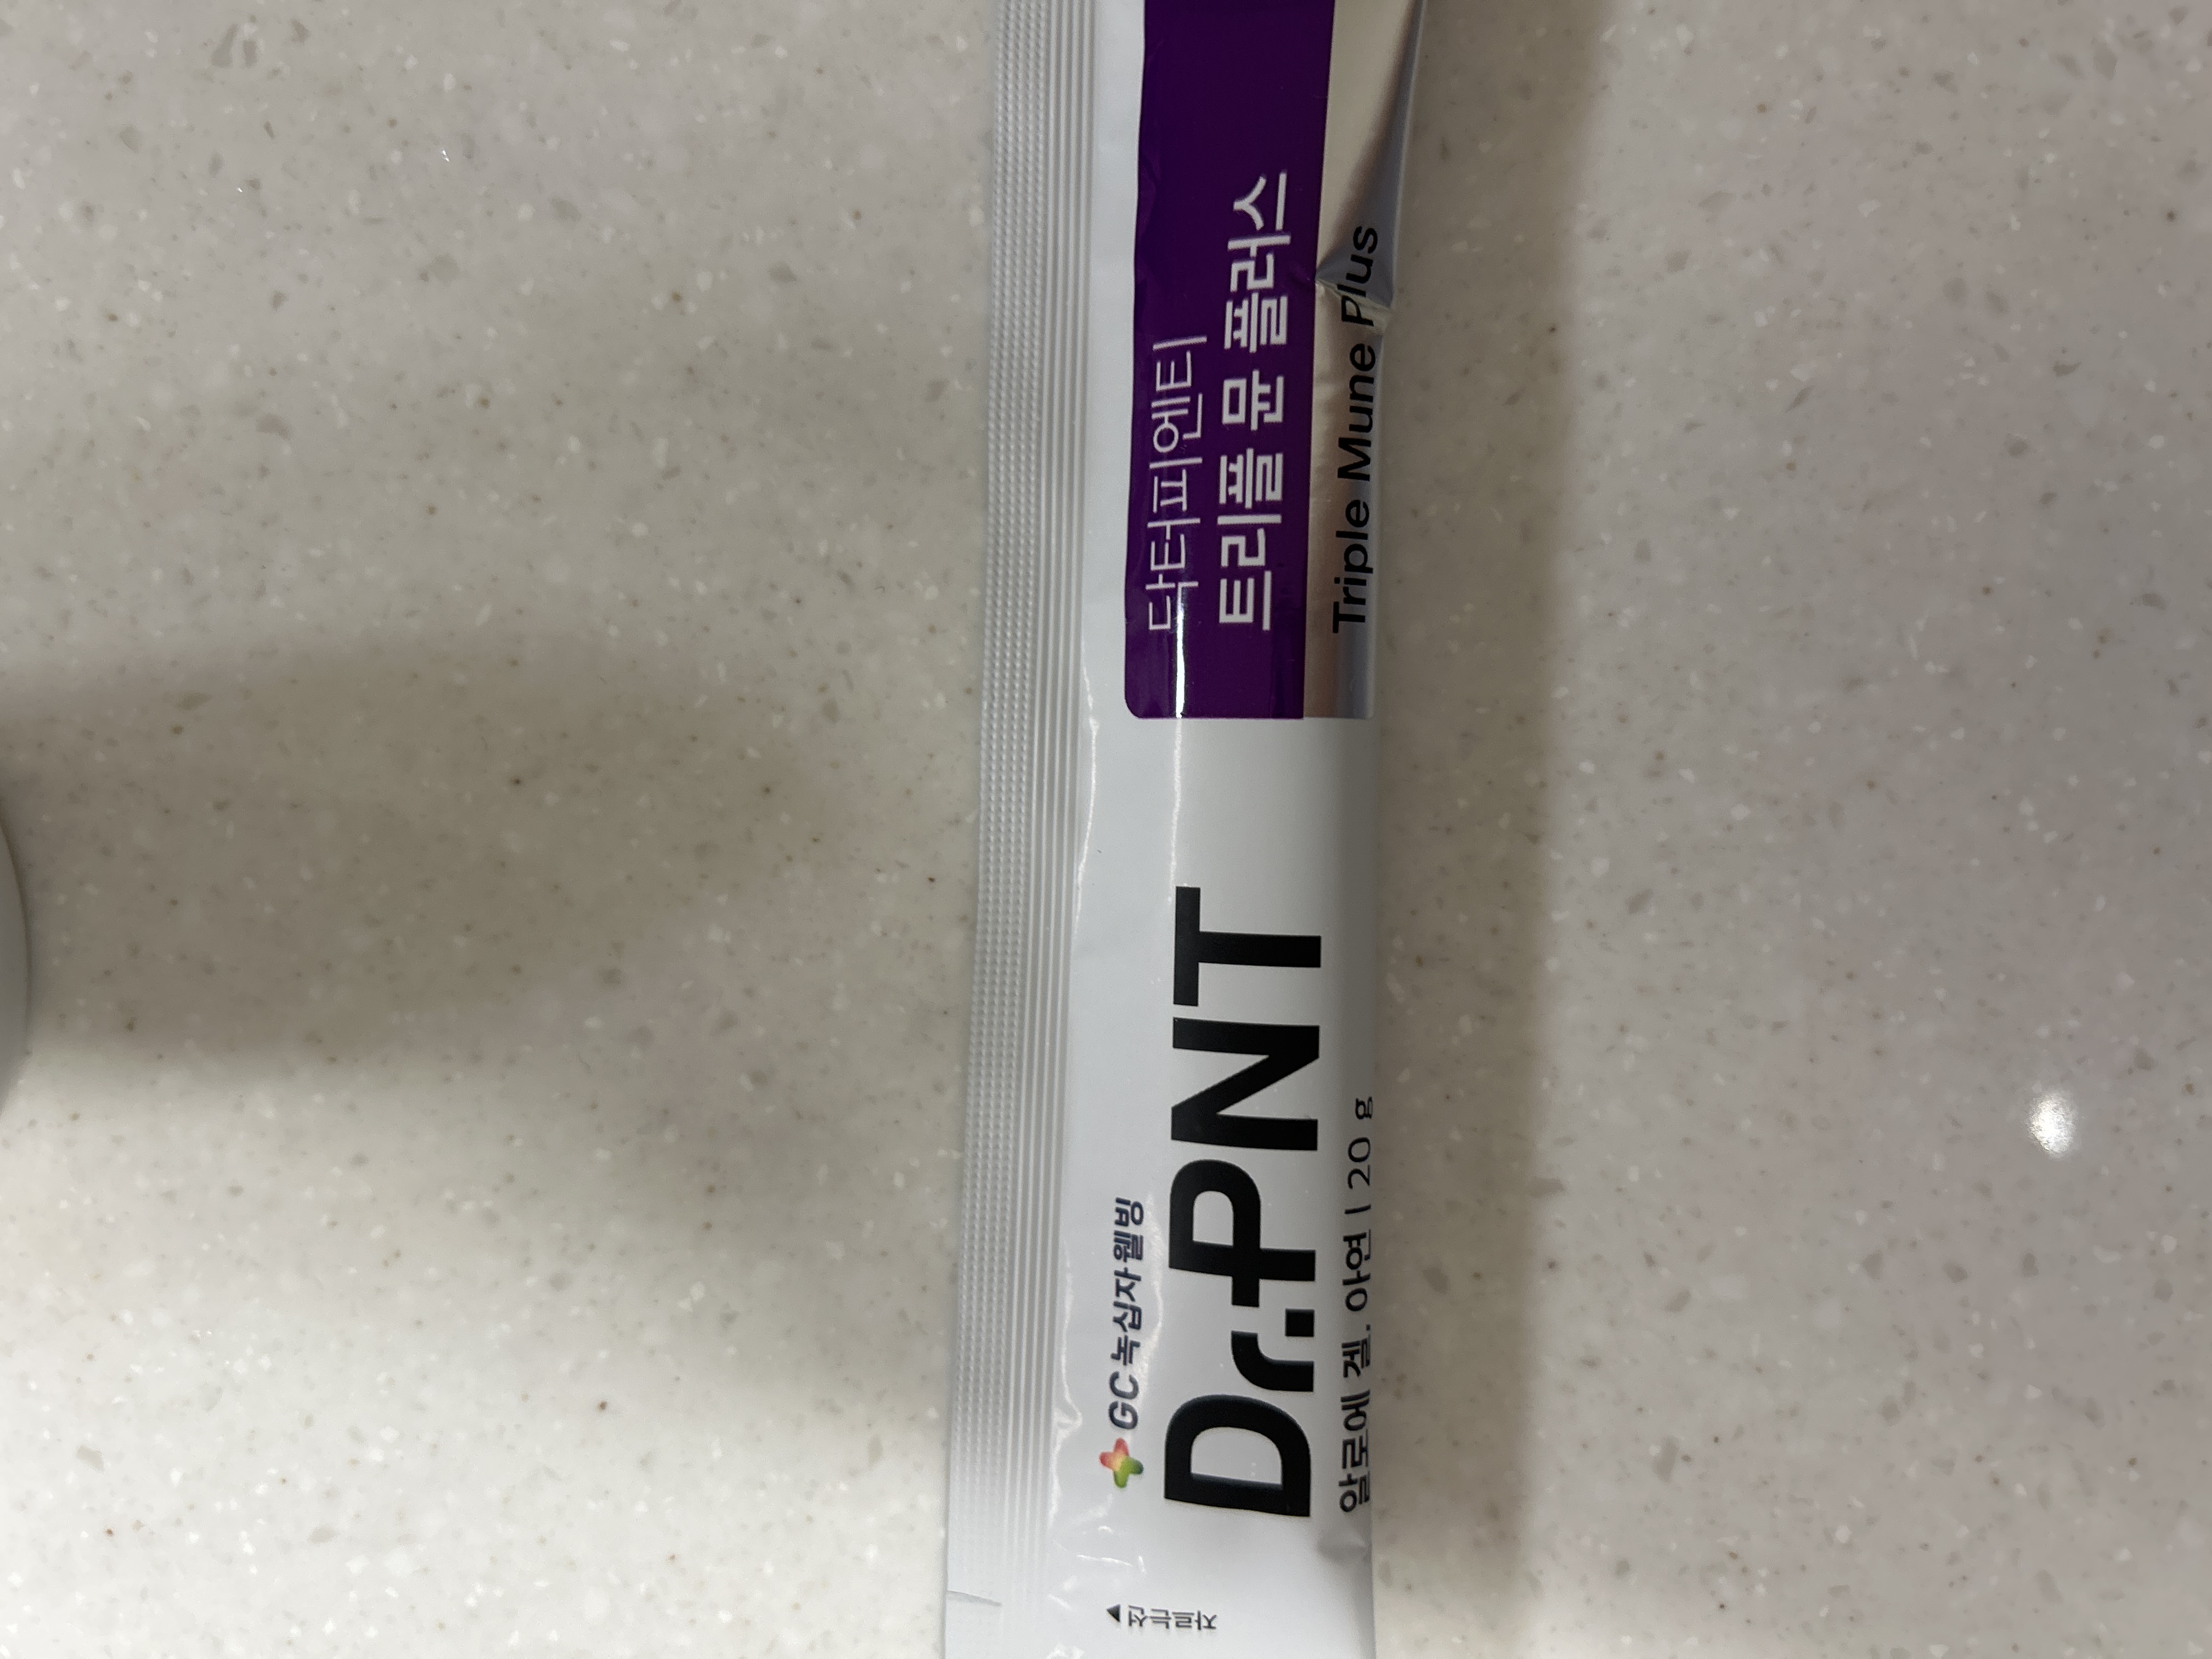 자르는선
GC 녹십자웰빙
Dr.PNT
알로에 겔. 아연 | 20 g
닥터피엔티
트리플 뮨 플러스
Triple Mune Plus